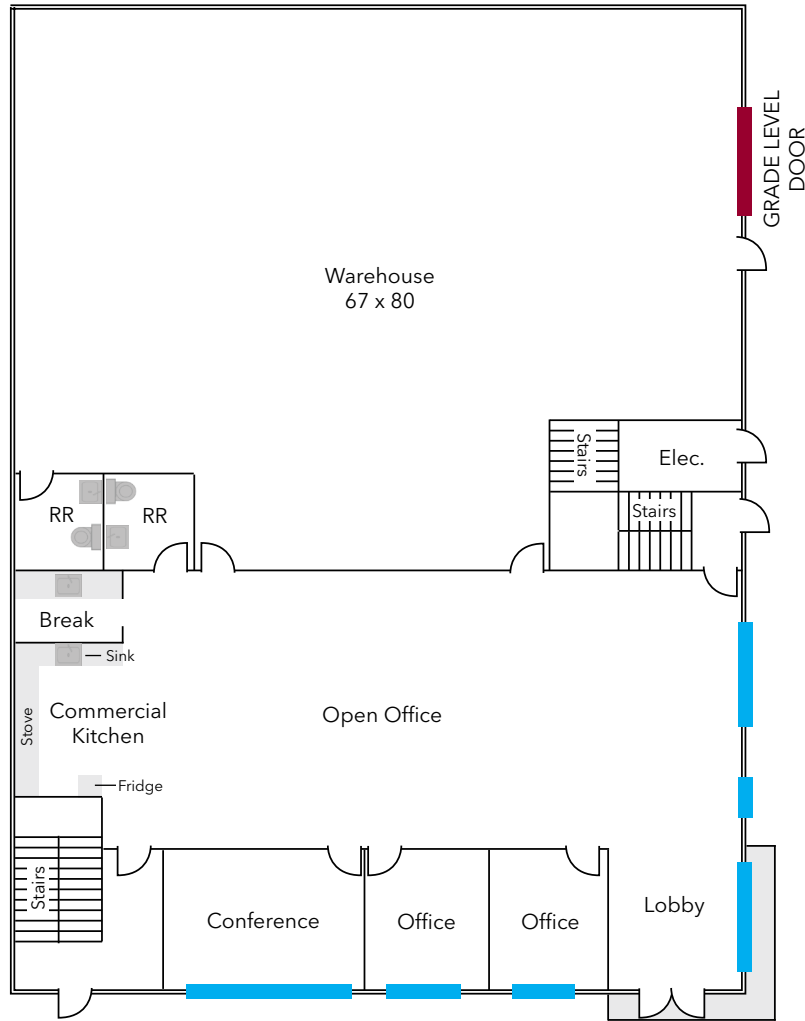 GRADE LEVEL
DOOR
Warehouse
67 x 80
Stairs
Elec.
Stairs
RR
RR
Break
Sink
Stove
Commercial
Kitchen
Open Office
Fridge
Stairs
Conference
Office
Office
Lobby